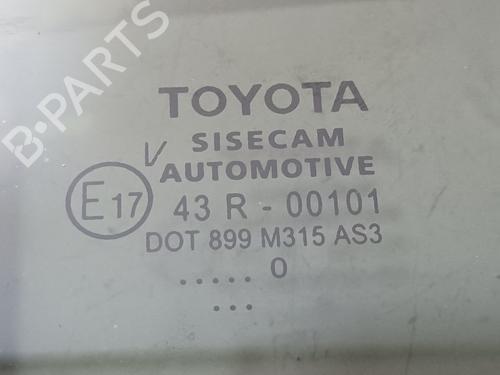 B-PARTS
TOYOTA
V SISECAM
AUTOMOTIVE
E17 43 R - 00101
DOT 899 M315 AS3
..... 0
...